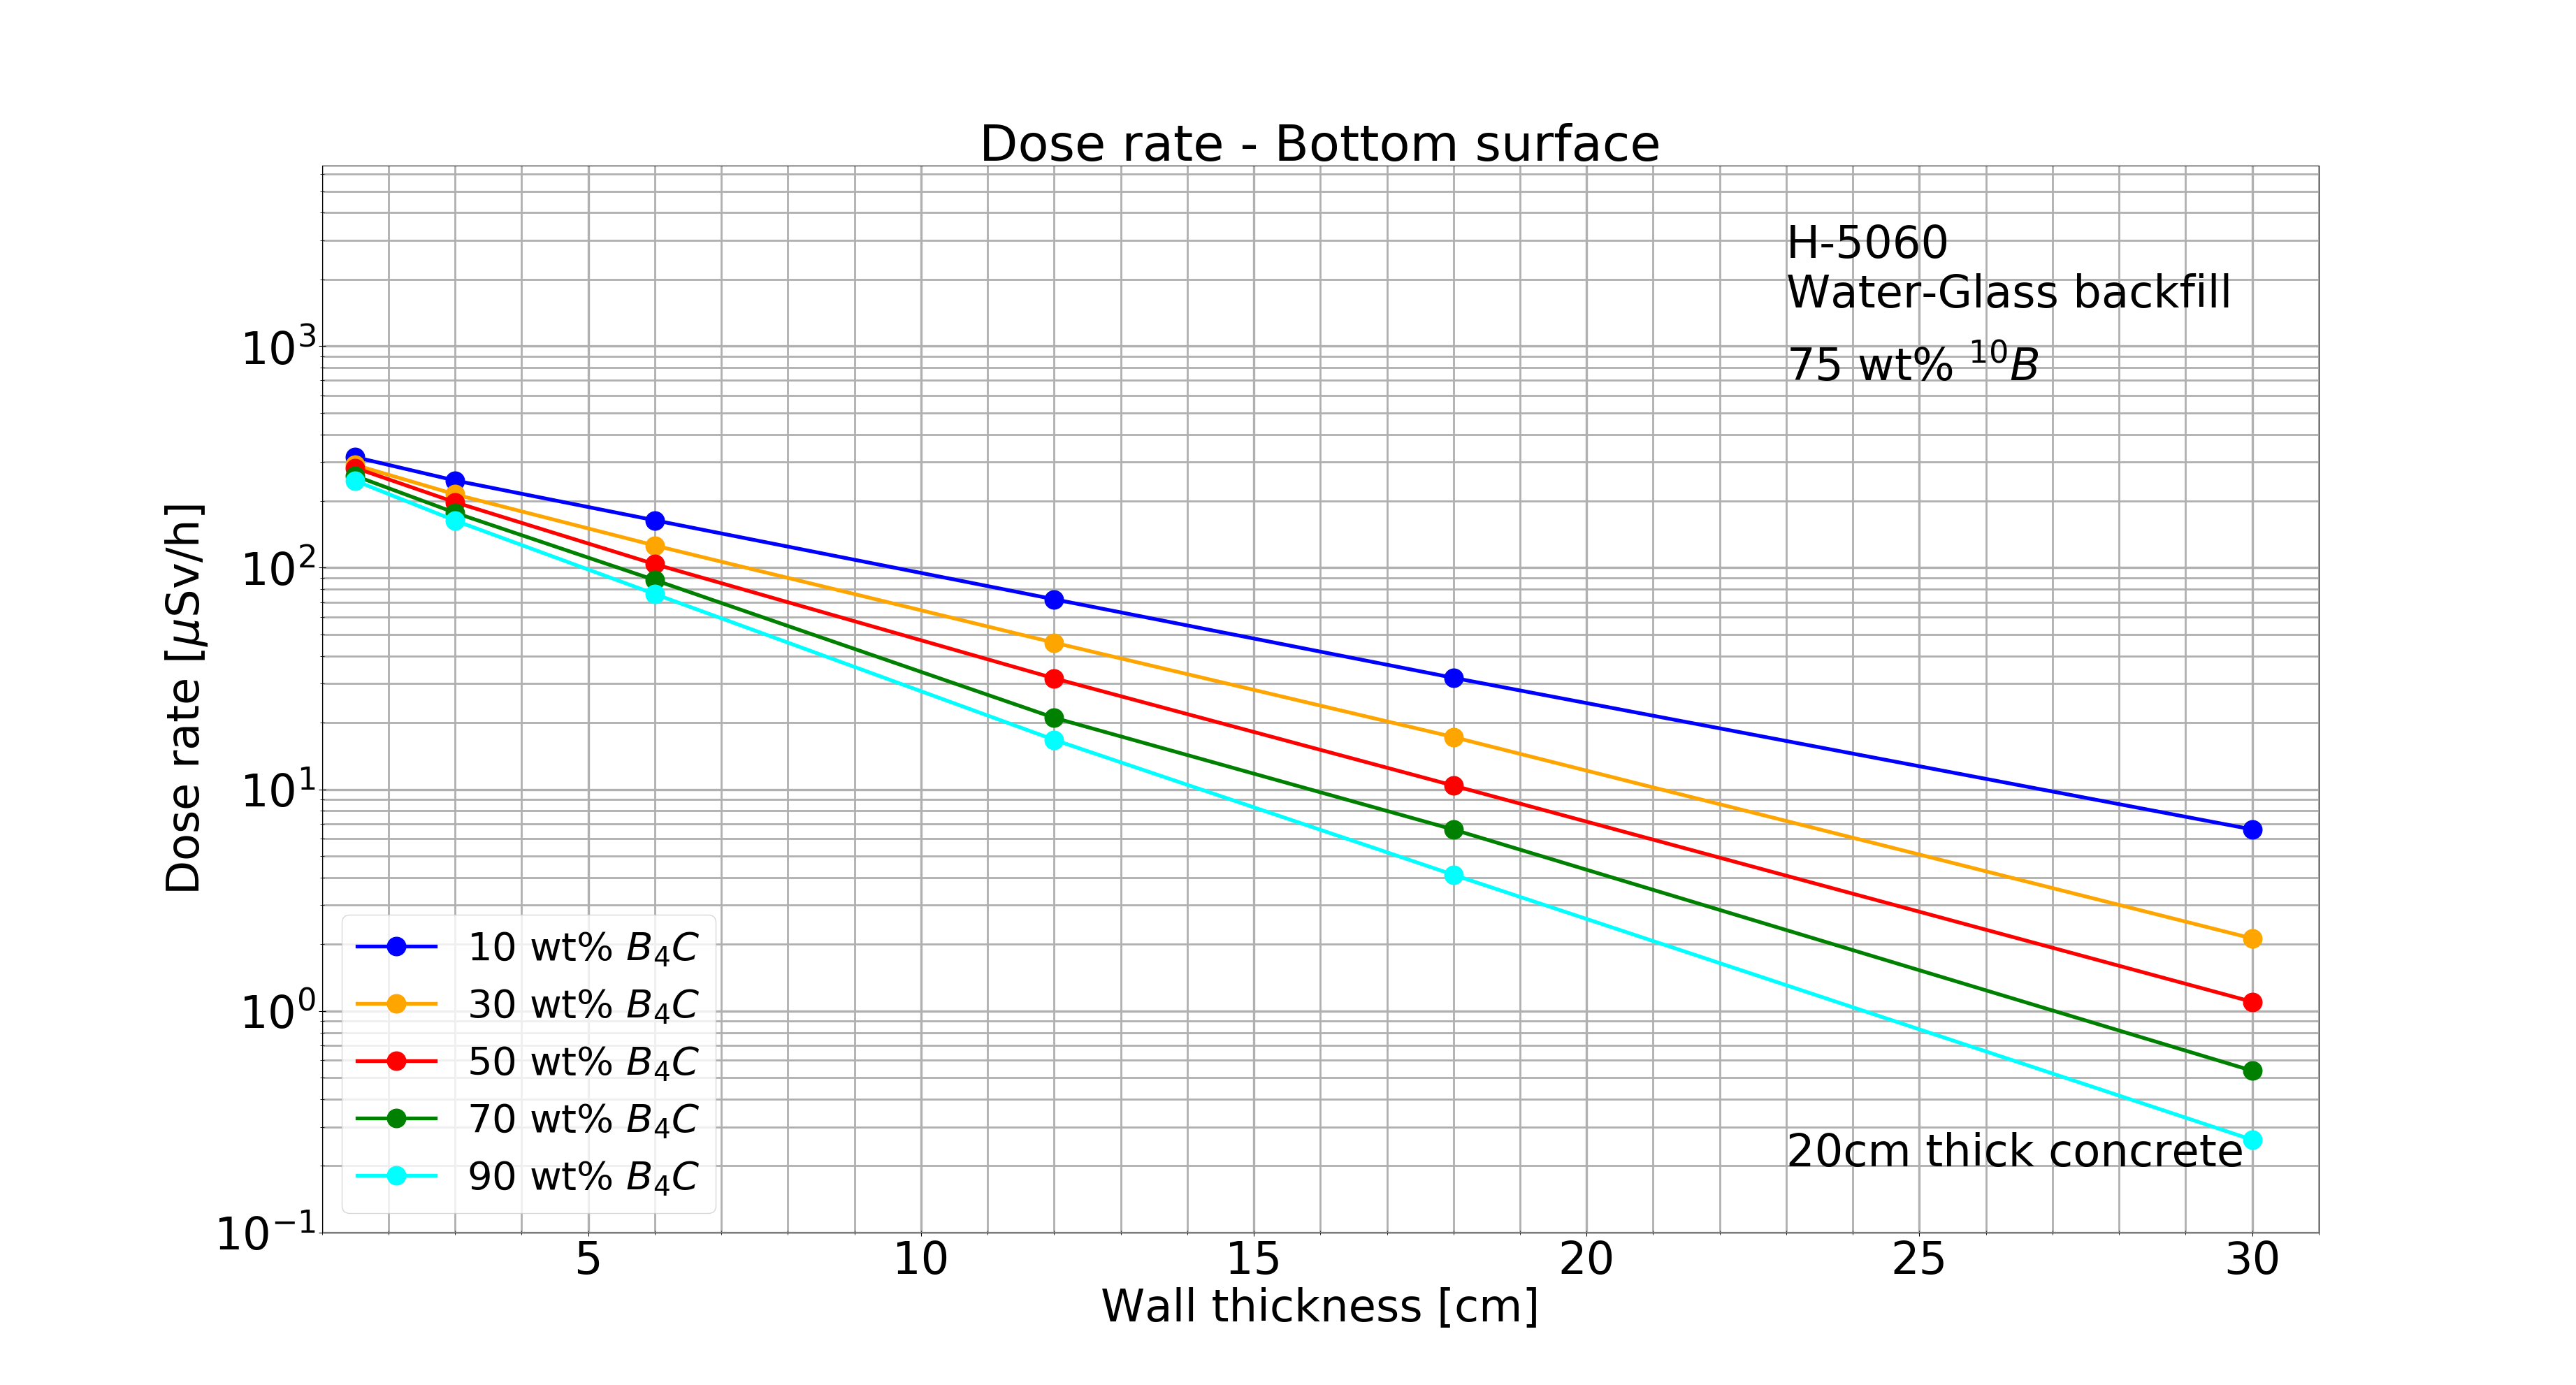 Dose rate - Bottom surface
H-5060
Water-Glass backfill
75 wt% ¹⁰B
10³
10²
10¹
10⁰
10⁻¹
Dose rate [μSv/h]
10 wt% B₄C
30 wt% B₄C
50 wt% B₄C
70 wt% B₄C
90 wt% B₄C
20cm thick concrete
5 10 15 20 25 30
Wall thickness [cm]